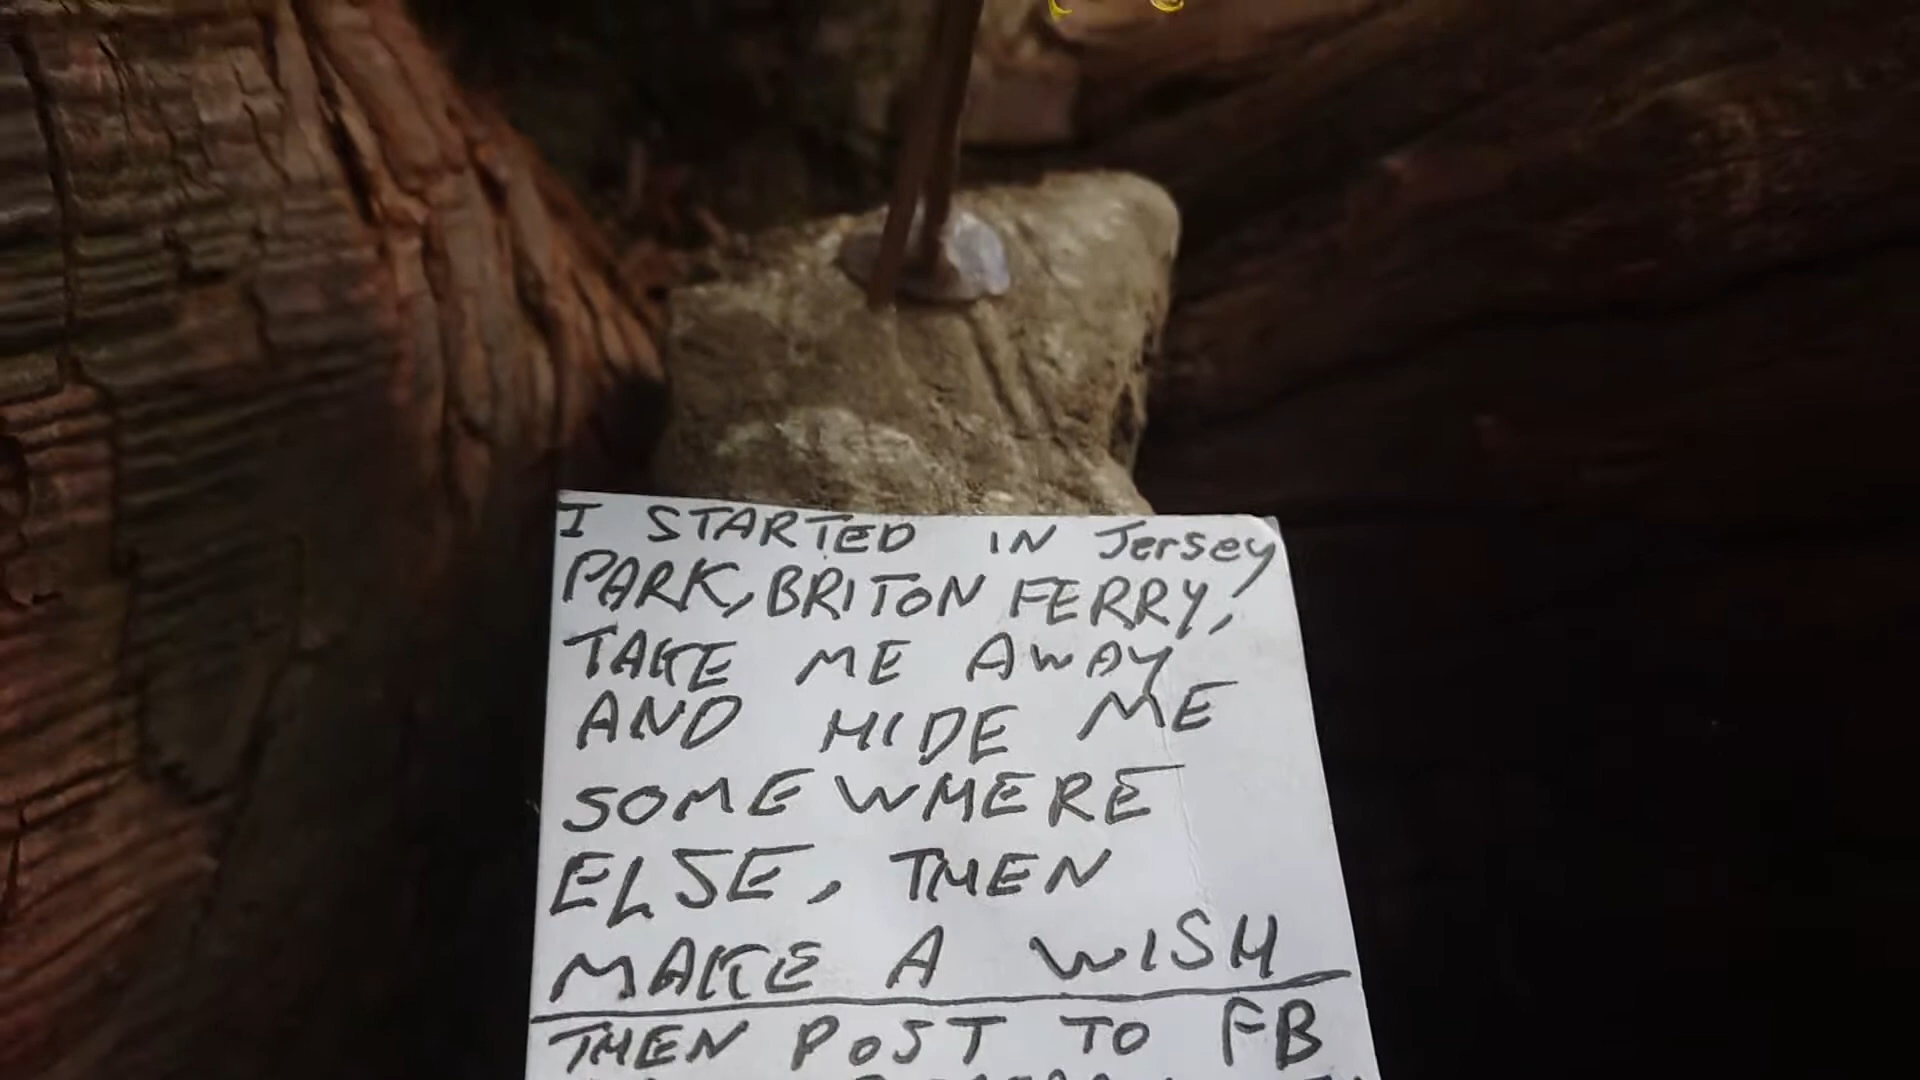 I STARTED IN Jersey
PARK, BRITON FERRY,
TAKE ME AWAY
AND HIDE ME
SOMEWHERE
ELSE, THEN
MAKE A WISH
THEN POST TO FB